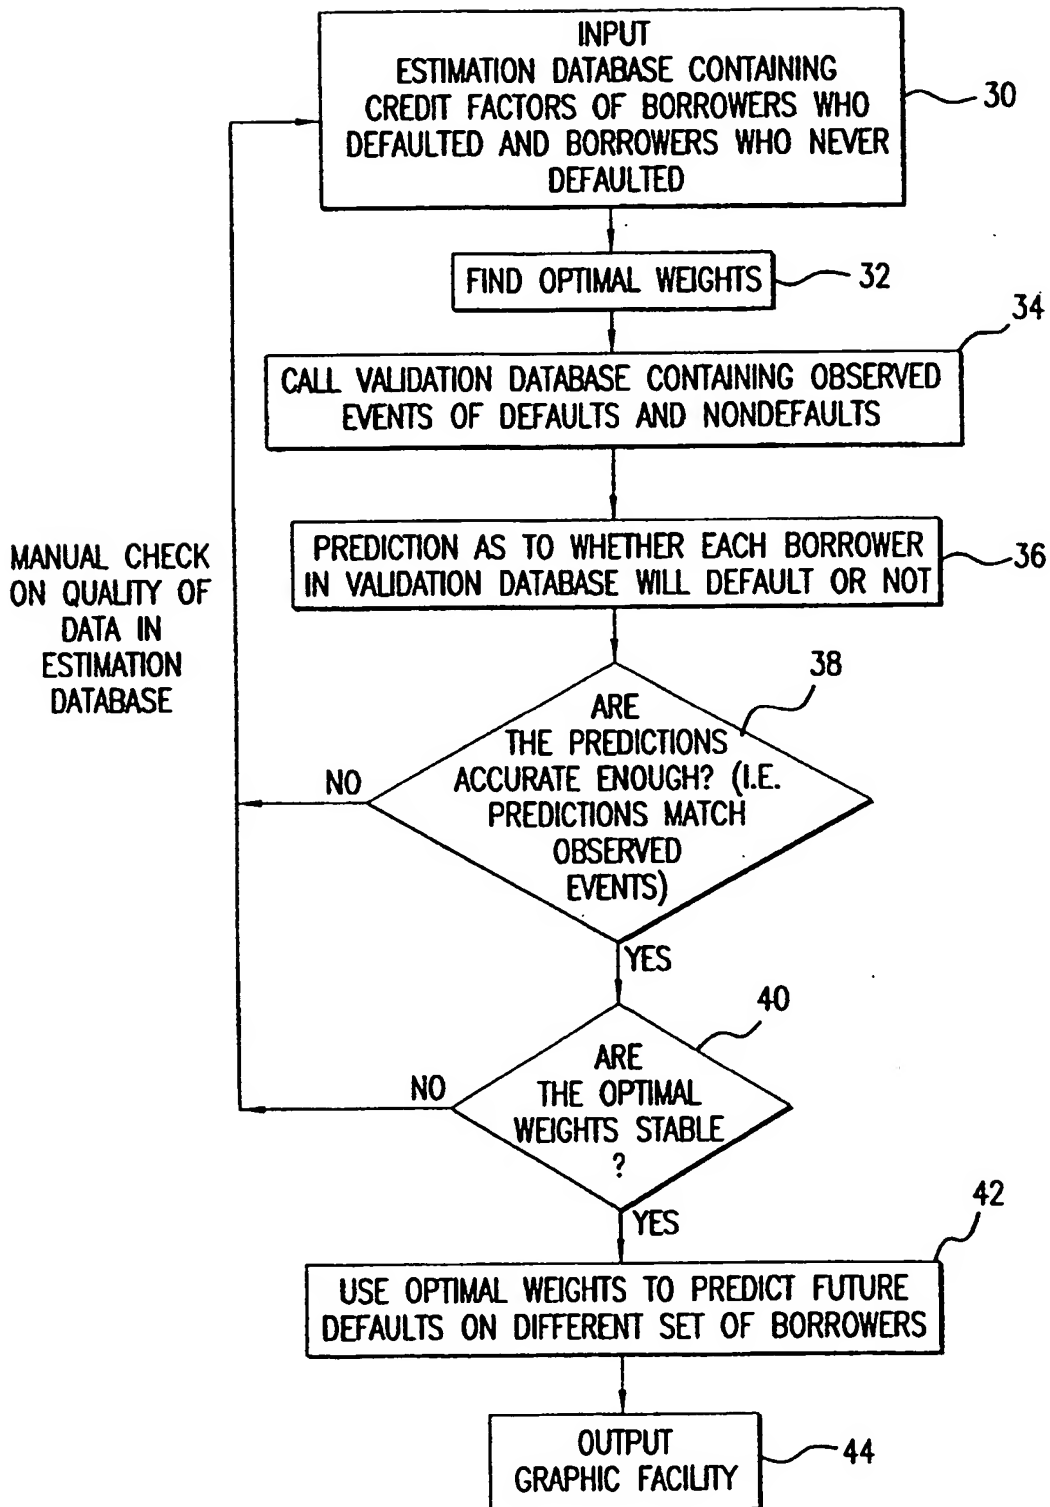 INPUT
ESTIMATION DATABASE CONTAINING
CREDIT FACTORS OF BORROWERS WHO
DEFAULTED AND BORROWERS WHO NEVER
DEFAULTED
30
FIND OPTIMAL WEIGHTS
32
34
CALL VALIDATION DATABASE CONTAINING OBSERVED
EVENTS OF DEFAULTS AND NONDEFAULTS
PREDICTION AS TO WHETHER EACH BORROWER
IN VALIDATION DATABASE WILL DEFAULT OR NOT
36
MANUAL CHECK
ON QUALITY OF
DATA IN
ESTIMATION
DATABASE
38
ARE
THE PREDICTIONS
ACCURATE ENOUGH? (I.E.
PREDICTIONS MATCH
OBSERVED
EVENTS)
NO
YES
40
ARE
THE OPTIMAL
WEIGHTS STABLE
?
NO
YES
42
USE OPTIMAL WEIGHTS TO PREDICT FUTURE
DEFAULTS ON DIFFERENT SET OF BORROWERS
OUTPUT
GRAPHIC FACILITY
44